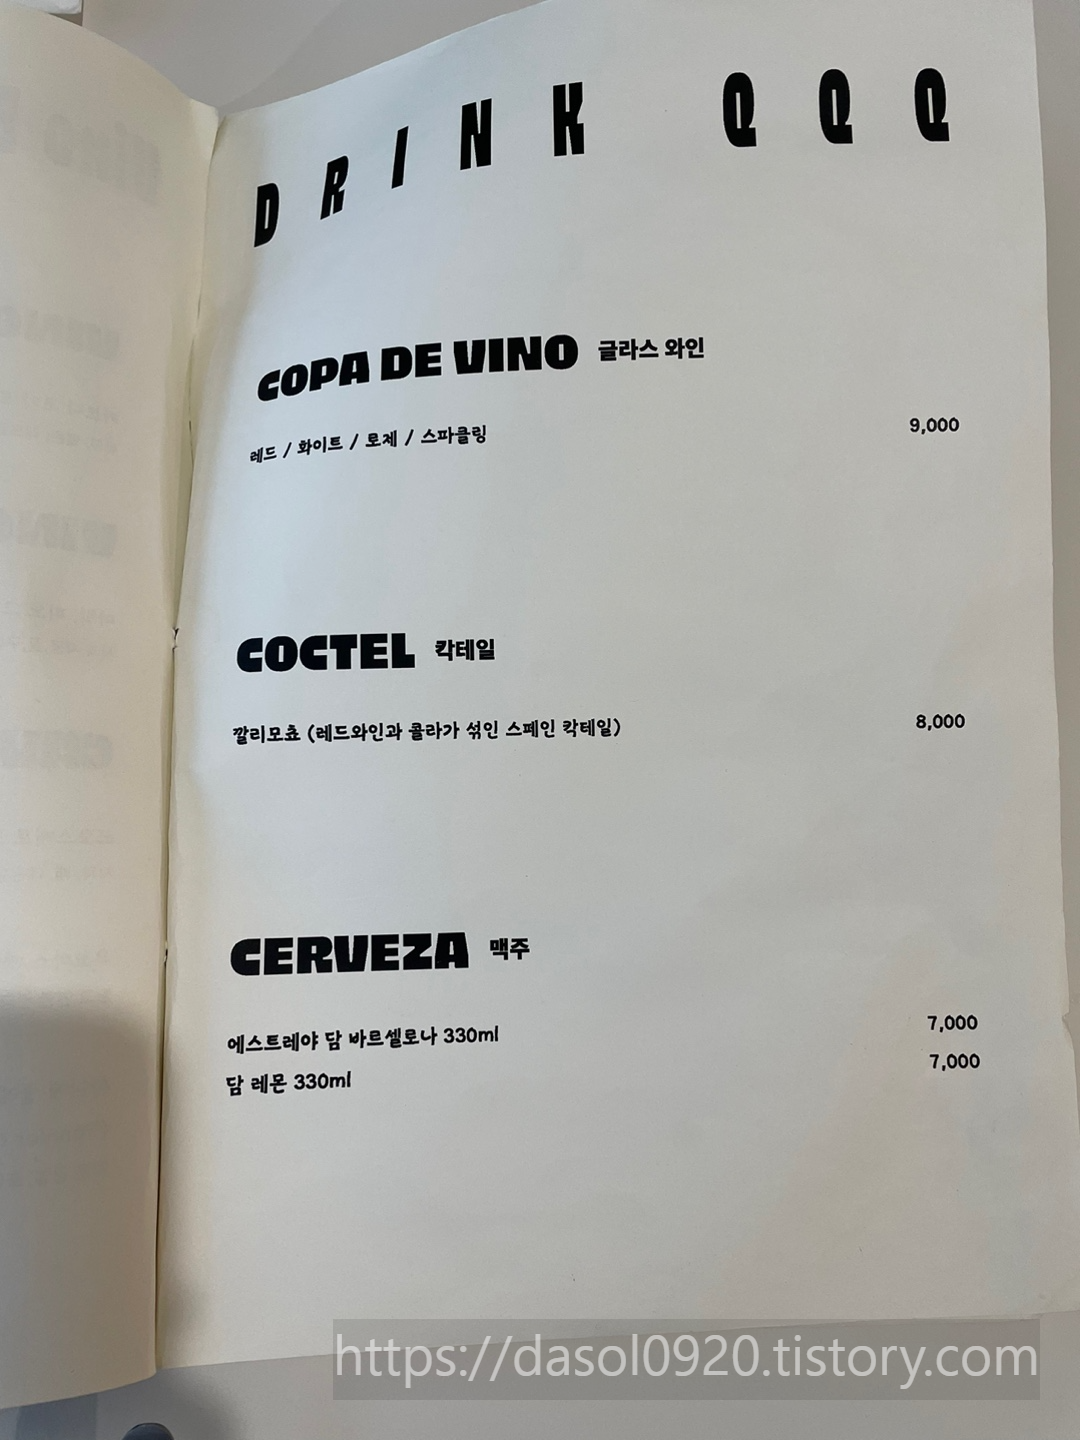 DRINK QQQ
COPA DE VINO 글라스 와인
레드 / 화이트 / 로제 / 스파클링 9,000
COCTEL 칵테일
깔리모쵸 (레드와인과 콜라가 섞인 스페인 칵테일) 8,000
CERVEZA 맥주
에스트레야 담 바르셀로나 330ml 7,000
담 레몬 330ml 7,000
https://dasol0920.tistory.com